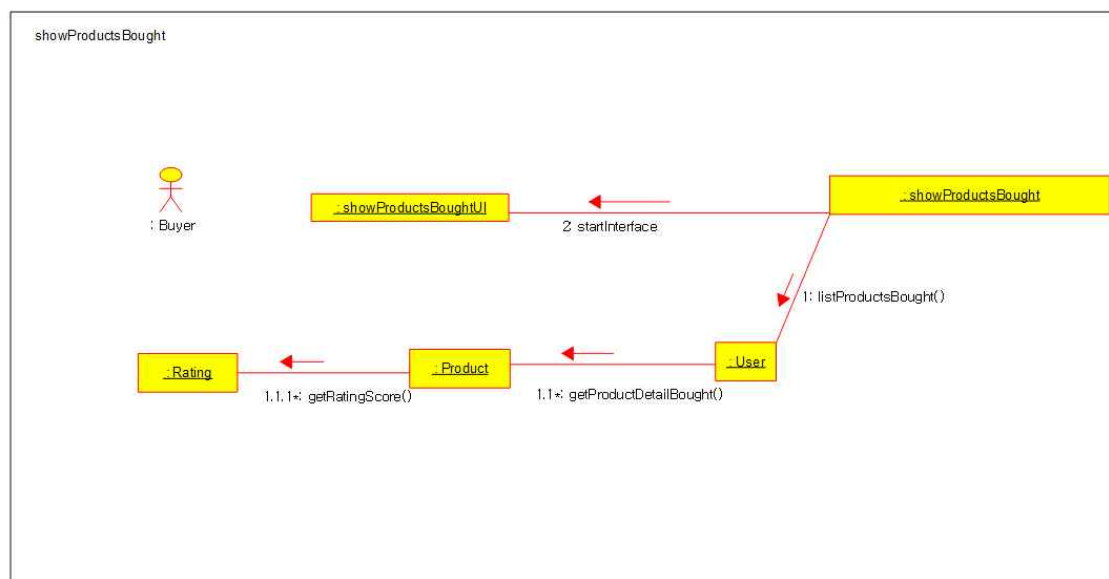 showProductsBought
: showProductsBought
: showProductsBoughtUI
: Buyer
2: startInterface
1: listProductsBought()
: User
: Product
: Rating
1.1*: getProductDetailBought()
1.1.1*: getRatingScore()